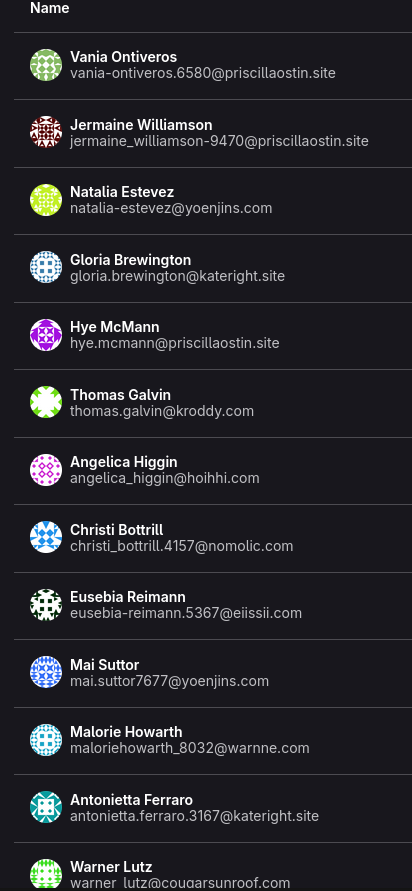 Name
Vania Ontiveros
vania-ontiveros.6580@priscillaostin.site
Jermaine Williamson
jermaine_williamson-9470@priscillaostin.site
Natalia Estevez
natalia-estevez@yoenjins.com
Gloria Brewington
gloria.brewington@kateright.site
Hye McMann
hye.mcmann@priscillaostin.site
Thomas Galvin
thomas.galvin@kroddy.com
Angelica Higgin
angelica_higgin@hoihhi.com
Christi Bottrill
christi_bottrill.4157@nomolic.com
Eusebia Reimann
eusebia-reimann.5367@eiissii.com
Mai Suttor
mai.suttor7677@yoenjins.com
Malorie Howarth
maloriehowarth_8032@warnne.com
Antonietta Ferraro
antonietta.ferraro.3167@kateright.site
Warner Lutz
warner_lutz@cougarsunroof.com